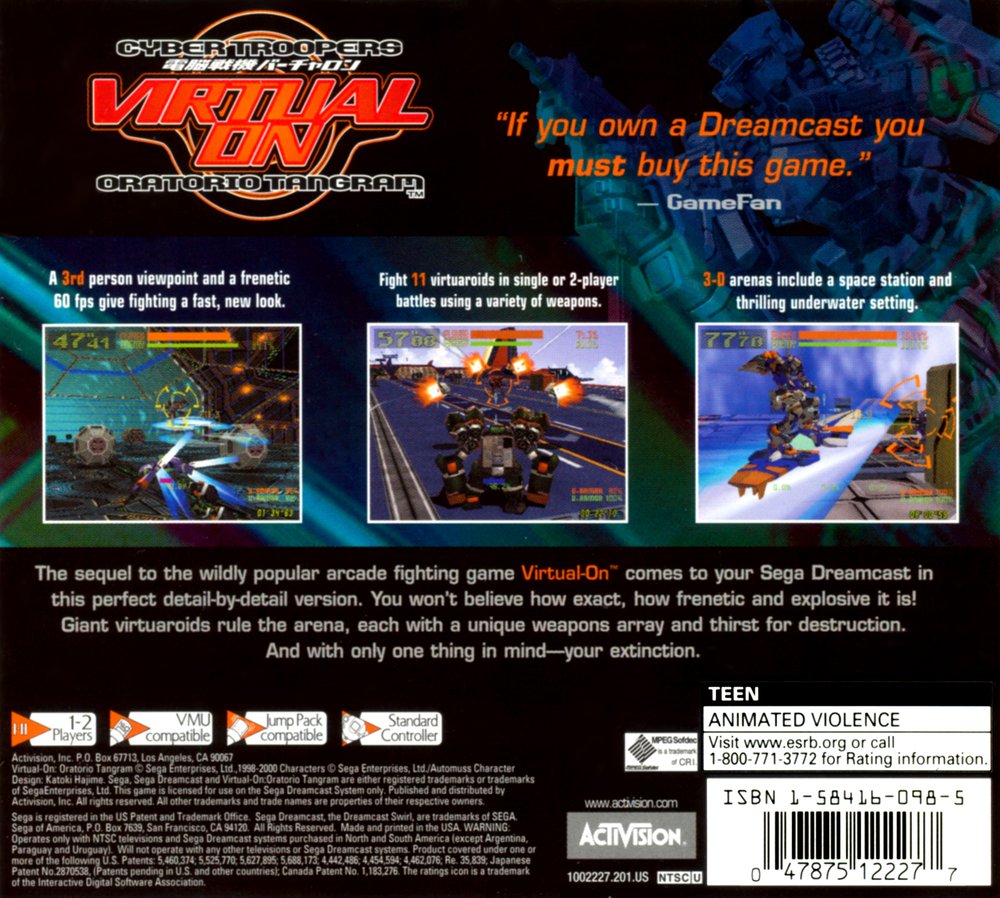 CYBER TROOPERS
電脳戦機バーチャロン
VIRTUAL
ON
ORATORIO TANGRAM™
“If you own a Dreamcast you
must buy this game.”
— GameFan
A 3rd person viewpoint and a frenetic
60 fps give fighting a fast, new look.
Fight 11 virtuaroids in single or 2-player
battles using a variety of weapons.
3-D arenas include a space station and
thrilling underwater setting.
47"41
57"88
77"78
01'34"63
The sequel to the wildly popular arcade fighting game Virtual-On™ comes to your Sega Dreamcast in
this perfect detail-by-detail version. You won't believe how exact, how frenetic and explosive it is!
Giant virtuaroids rule the arena, each with a unique weapons array and thirst for destruction.
And with only one thing in mind—your extinction.
1-2
Players
VMU
compatible
Jump Pack
compatible
Standard
Controller
Activision, Inc. P.O. Box 67713, Los Angeles, CA 90067
Virtual-On: Oratorio Tangram © Sega Enterprises, Ltd.,1998-2000 Characters © Sega Enterprises, Ltd./Automuss Character
Design: Katoki Hajime. Sega, Sega Dreamcast and Virtual-On:Oratorio Tangram are either registered trademarks or trademarks
of SegaEnterprises, Ltd. This game is licensed for use on the Sega Dreamcast System only. Published and distributed by
Activision, Inc. All rights reserved. All other trademarks and trade names are properties of their respective owners.
Sega is registered in the US Patent and Trademark Office. Sega Dreamcast, the Dreamcast Swirl, are trademarks of SEGA.
Sega of America, P.O. Box 7639, San Francisco, CA 94120. All Rights Reserved. Made and printed in the USA. WARNING:
Operates only with NTSC televisions and Sega Dreamcast systems purchased in North and South America (except Argentina,
Paraguay and Uruguay). Will not operate with any other televisions or Sega Dreamcast systems. Product covered under one or
more of the following U.S. Patents: 5,460,374; 5,525,770; 5,627,895; 5,688,173; 4,442,486; 4,454,594; 4,462,076; Re. 35,839; Japanese
Patent No.2870538, (Patents pending in U.S. and other countries); Canada Patent No. 1,183,276. The ratings icon is a trademark
of the Interactive Digital Software Association.
MPEG Sofdec
is a trademark
of CRI.
TEEN
ANIMATED VIOLENCE
Visit www.esrb.org or call
1-800-771-3772 for Rating information.
www.activision.com
ACTIVISION
1002227.201.US NTSC U
ISBN 1-58416-098-5
0 47875 12227 7